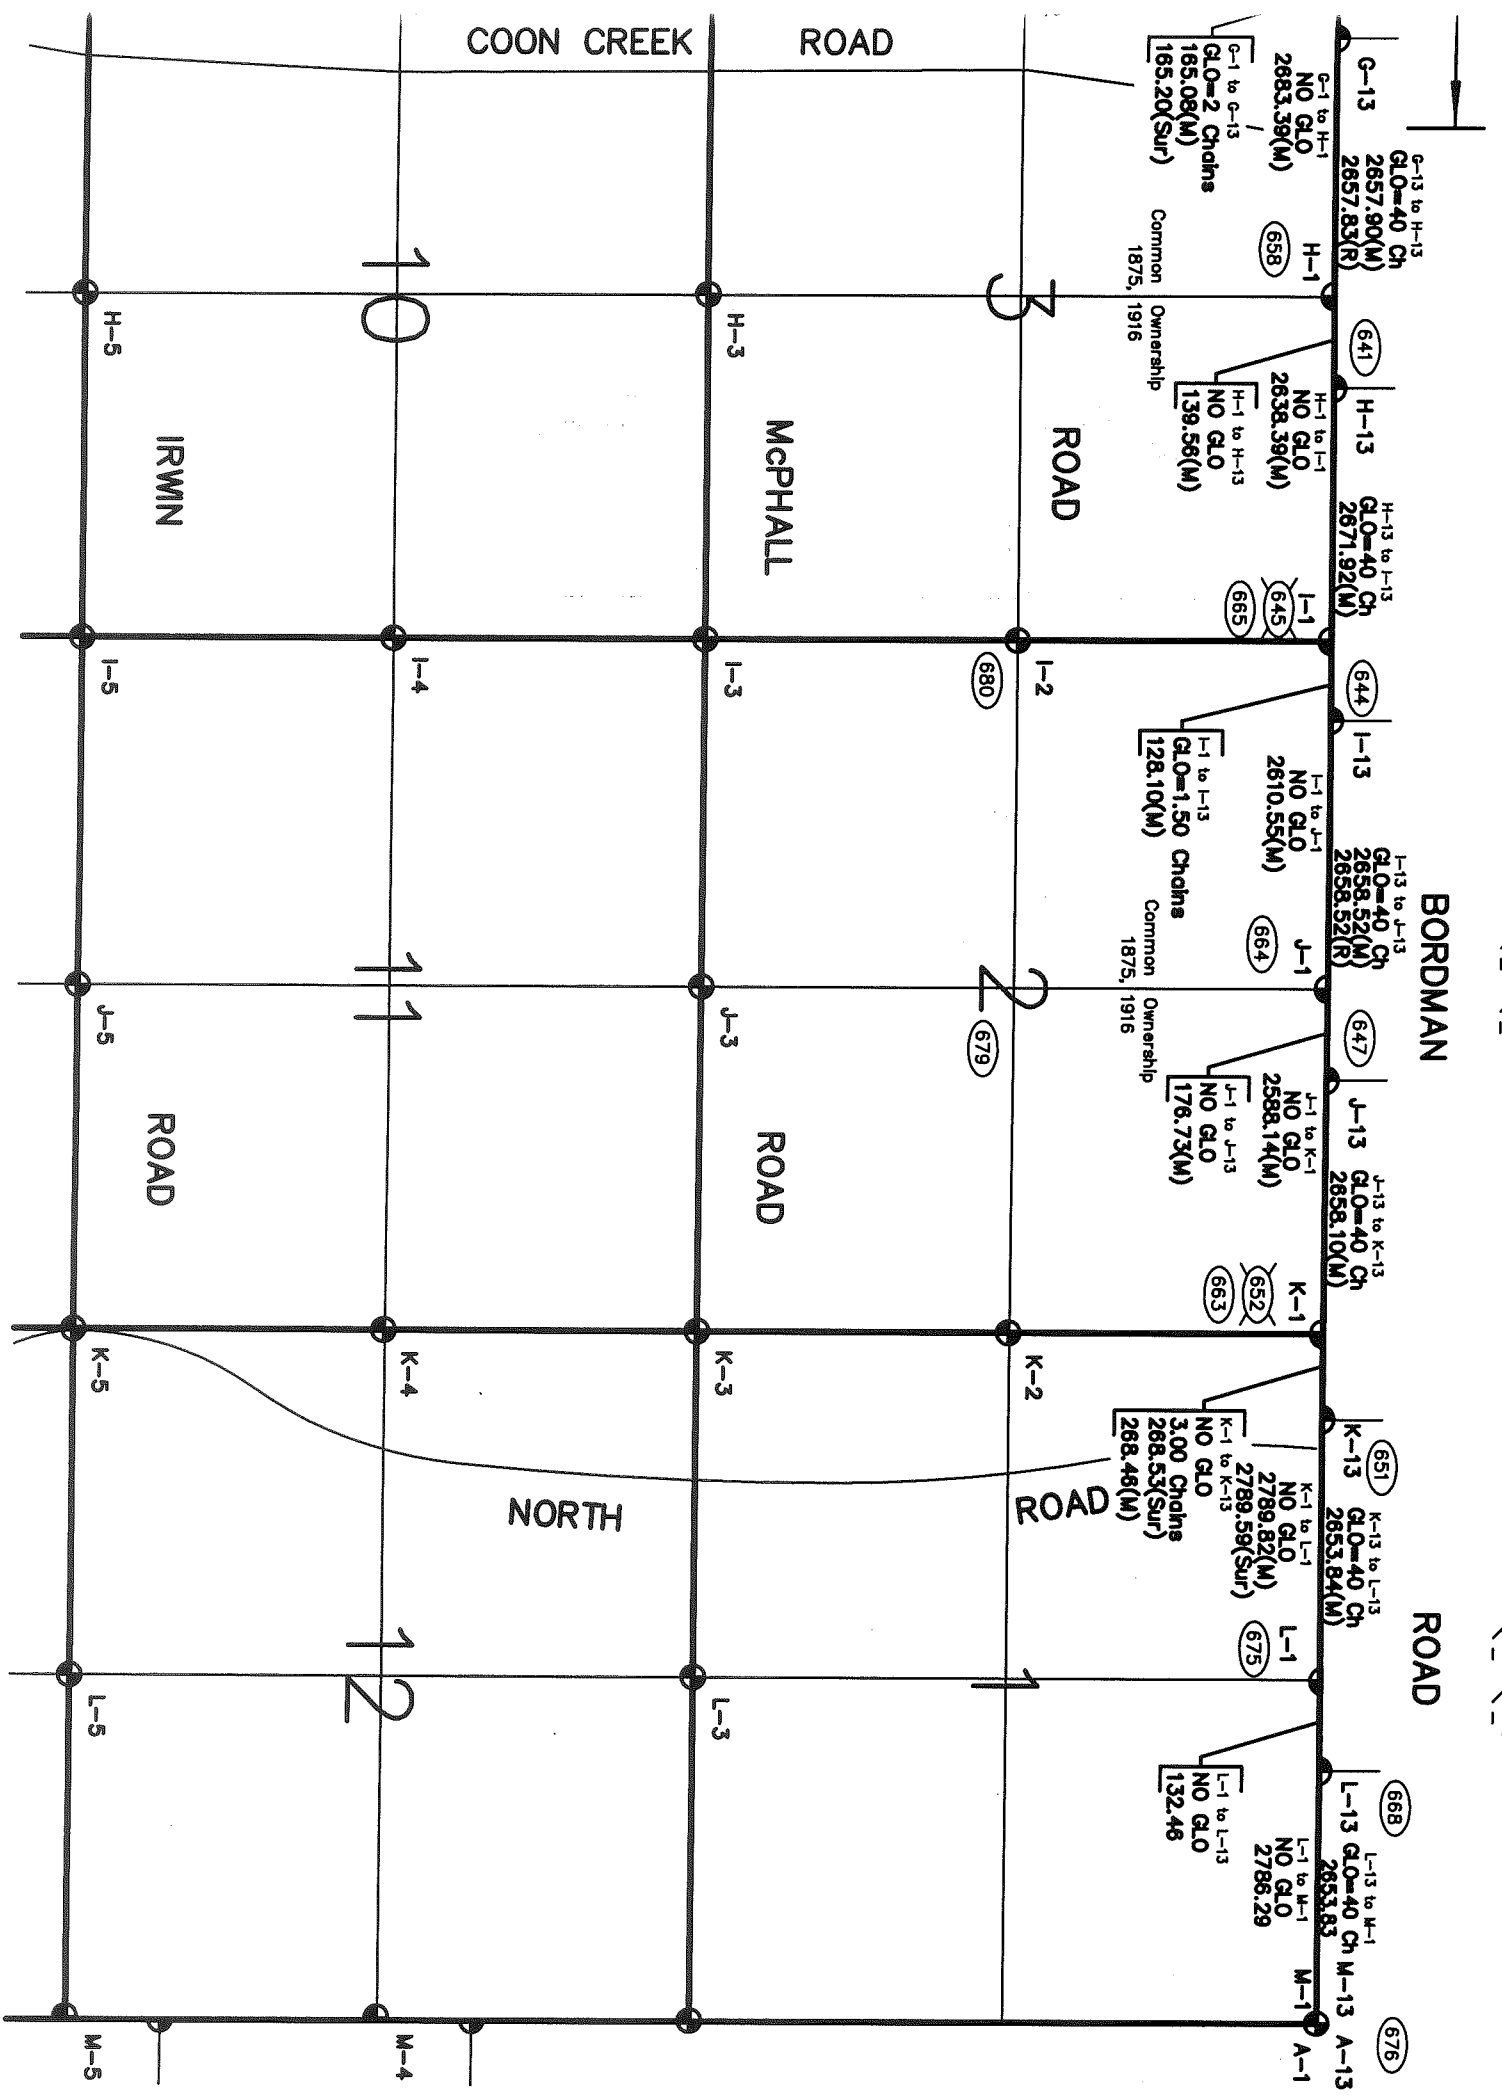 BORDMAN ROAD
G-13
G-13 to H-13
GLO=40 Ch
2657.90(M)
2657.83(R)
641
H-13
H-13 to I-13
GLO=40 Ch
2671.92(M)
644
I-13
I-13 to J-13
GLO=40 Ch
2658.52(M)
2658.52(R)
647
J-13
J-13 to K-13
GLO=40 Ch
2658.10(M)
651
K-13
K-13 to L-13
GLO=40 Ch
2653.84(M)
668
L-13
L-13 to M-1
GLO=40 Ch
2653.83
M-13
A-13
676
G-1 to H-1
NO GLO
2683.39(M)
G-1 to G-13
GLO=2 Chains
165.08(M)
165.20(Sur)
H-1
658
H-1 to I-1
NO GLO
2638.39(M)
H-1 to H-13
NO GLO
139.56(M)
Common Ownership
1875, 1916
I-1
645
665
I-1 to J-1
NO GLO
2610.55(M)
I-1 to I-13
GLO=1.50 Chains
128.10(M)
J-1
664
J-1 to K-1
NO GLO
2588.14(M)
J-1 to J-13
NO GLO
176.73(M)
Common Ownership
1875, 1916
K-1
652
663
K-1 to L-1
NO GLO
2789.82(M)
2789.59(Sur)
K-1 to K-13
NO GLO
3.00 Chains
268.53(Sur)
268.46(M)
L-1
675
L-1 to M-1
NO GLO
2786.29
L-1 to L-13
NO GLO
132.46
M-1
A-1
COON CREEK ROAD
ROAD
3
I-2
680
2
679
K-2
ROAD
1
McPHALL ROAD
H-3
I-3
J-3
K-3
L-3
NORTH
10
I-4
11
K-4
12
M-4
IRWIN ROAD
H-5
I-5
J-5
K-5
L-5
M-5